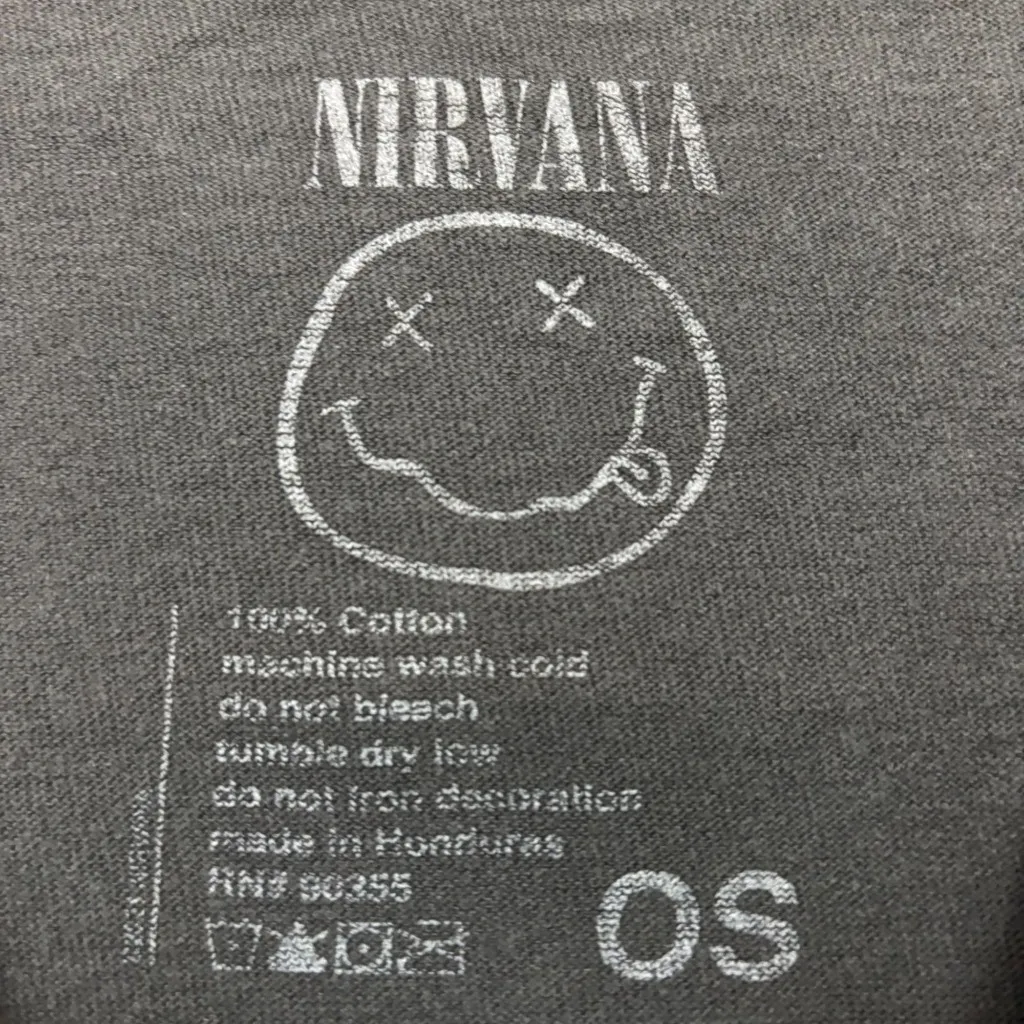 NIRVANA
100% Cotton
machine wash cold
do not bleach
tumble dry low
do not iron decoration
made in Honduras
RN# 90355
OS